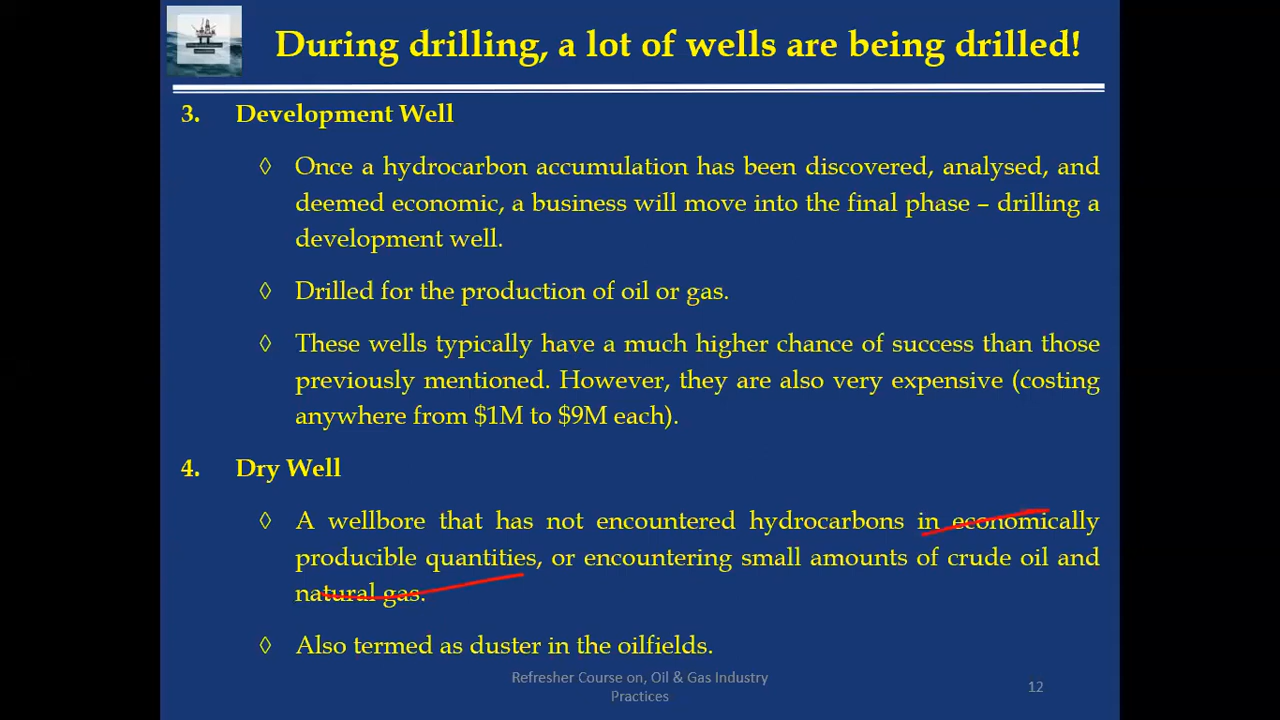 During drilling, a lot of wells are being drilled!
3. Development Well
◊ Once a hydrocarbon accumulation has been discovered, analysed, and
deemed economic, a business will move into the final phase – drilling a
development well.
◊ Drilled for the production of oil or gas.
◊ These wells typically have a much higher chance of success than those
previously mentioned. However, they are also very expensive (costing
anywhere from $1M to $9M each).
4. Dry Well
◊ A wellbore that has not encountered hydrocarbons in economically
producible quantities, or encountering small amounts of crude oil and
natural gas.
◊ Also termed as duster in the oilfields.
Refresher Course on, Oil & Gas Industry
Practices
12